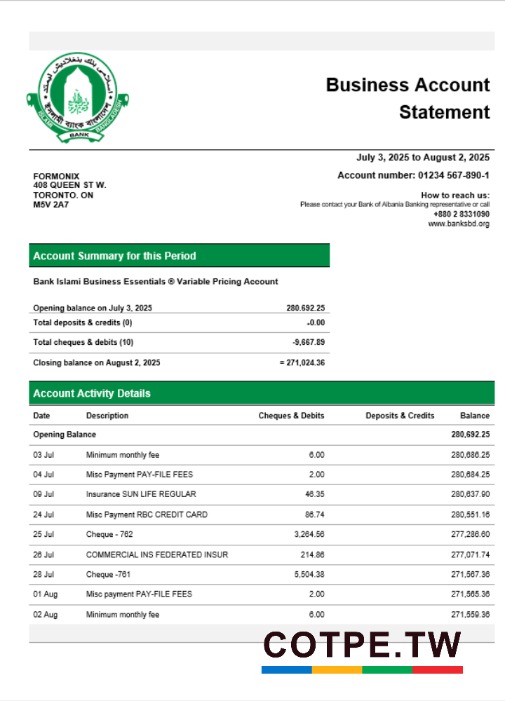 ইসলামী ব্যাংক বাংলাদেশ
ISLAMI
BANK
BANGLADESH
Business Account
Statement
July 3, 2025 to August 2, 2025
Account number: 01234 567-890-1
FORMONIX
408 QUEEN ST W.
TORONTO. ON
M5V 2A7
How to reach us:
Please contact your Bank of Albania Banking representative or call
+880 2 8331090
www.banksbd.org
Account Summary for this Period
Bank Islami Business Essentials ® Variable Pricing Account
Opening balance on July 3, 2025 280.692.25
Total deposits & credits (0) -0.00
Total cheques & debits (10) -9,667.89
Closing balance on August 2, 2025 = 271,024.36
Account Activity Details
Date Description Cheques & Debits Deposits & Credits Balance
Opening Balance 280,692.25
03 Jul Minimum monthly fee 6.00 280,686.25
04 Jul Misc Payment PAY-FILE FEES 2.00 280,684.25
09 Jul Insurance SUN LIFE REGULAR 46.35 280,637.90
24 Jul Misc Payment RBC CREDIT CARD 86.74 280,551.16
25 Jul Cheque - 762 3,264.56 277,286.60
26 Jul COMMERCIAL INS FEDERATED INSUR 214.86 277,071.74
28 Jul Cheque -761 5,504.38 271,567.36
01 Aug Misc payment PAY-FILE FEES 2.00 271,565.36
02 Aug Minimum monthly fee 6.00 271,559.36
COTPE.TW